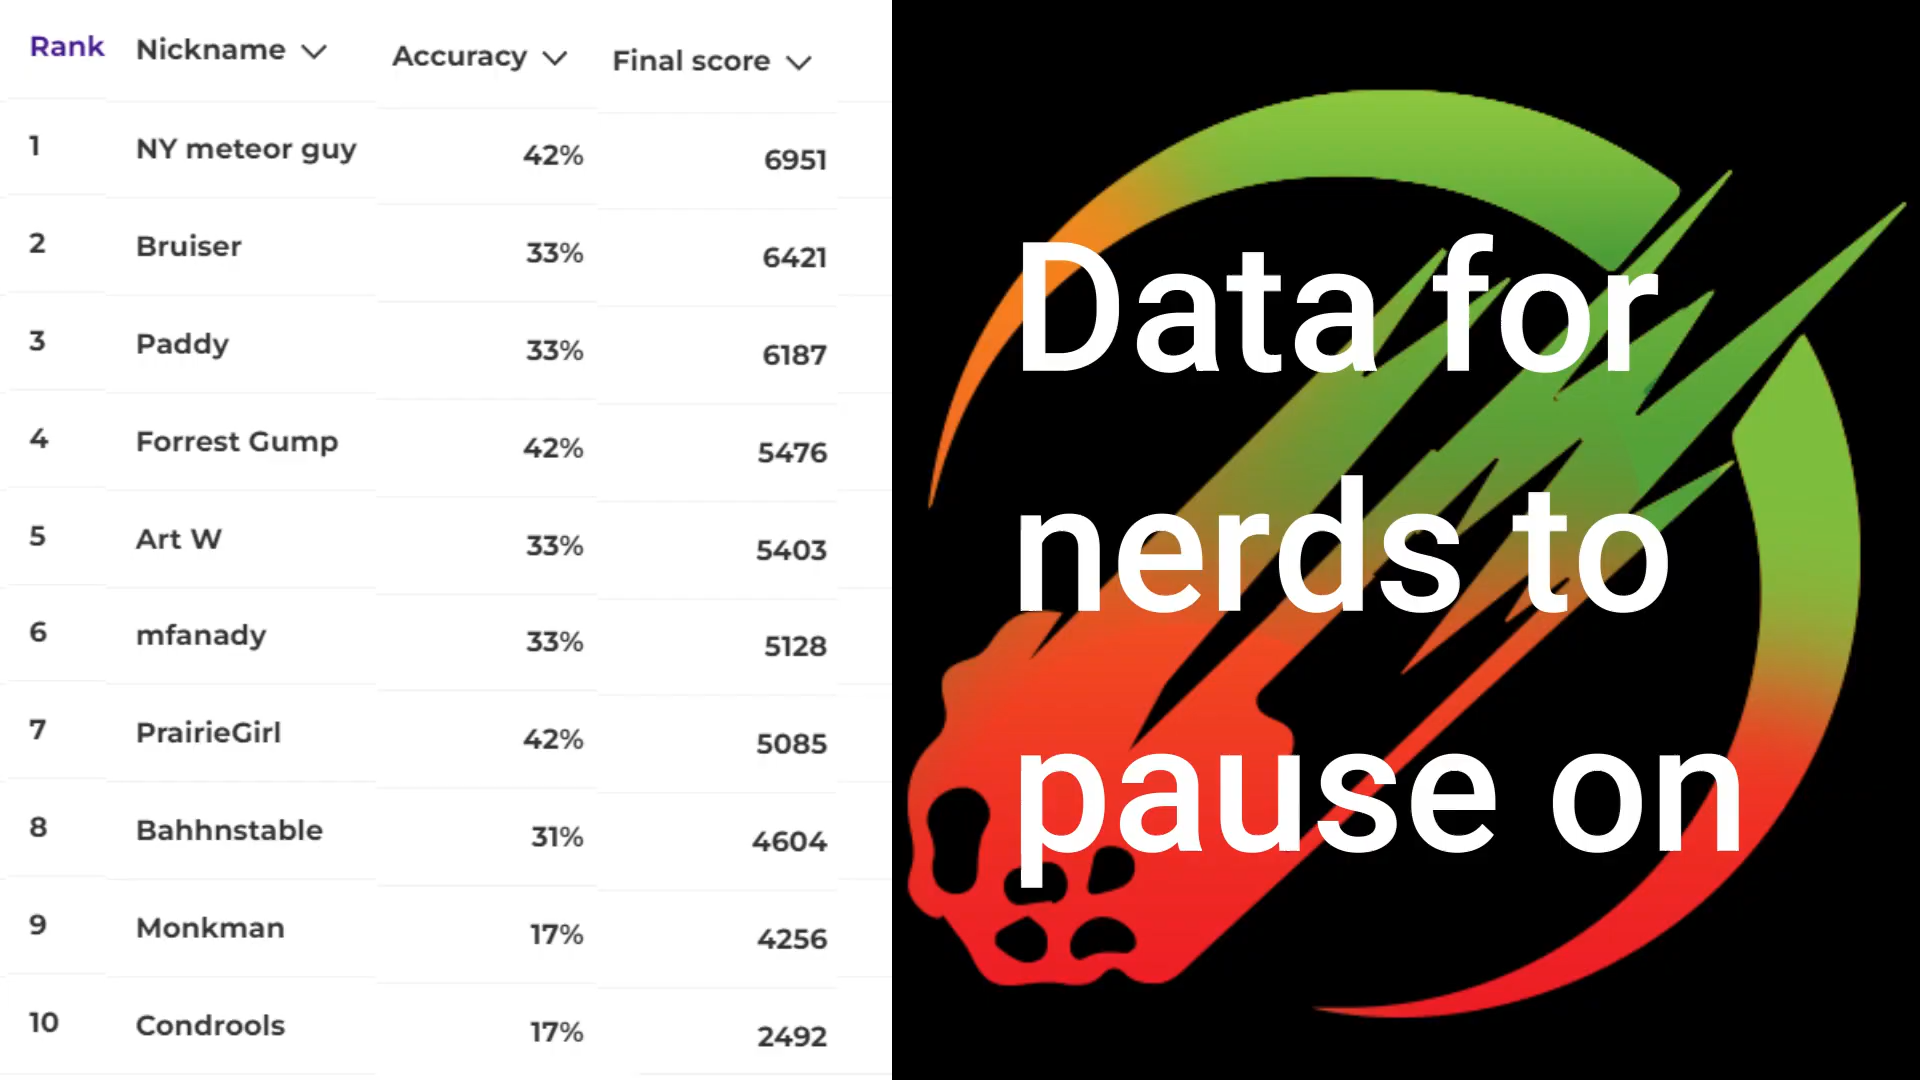 Rank Nickname Accuracy Final score
1 NY meteor guy 42% 6951
2 Bruiser 33% 6421
3 Paddy 33% 6187
4 Forrest Gump 42% 5476
5 Art W 33% 5403
6 mfanady 33% 5128
7 PrairieGirl 42% 5085
8 Bahhnstable 31% 4604
9 Monkman 17% 4256
10 Condrools 17% 2492
Data for
nerds to
pause on